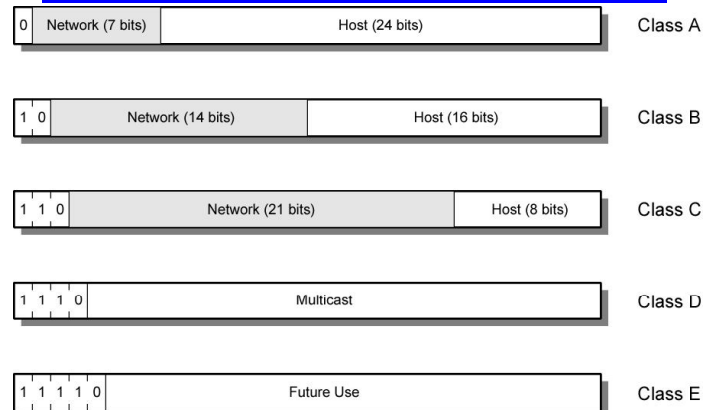 0 Network (7 bits) Host (24 bits) Class A
1 0 Network (14 bits) Host (16 bits) Class B
1 1 0 Network (21 bits) Host (8 bits) Class C
1 1 1 0 Multicast Class D
1 1 1 1 0 Future Use Class E